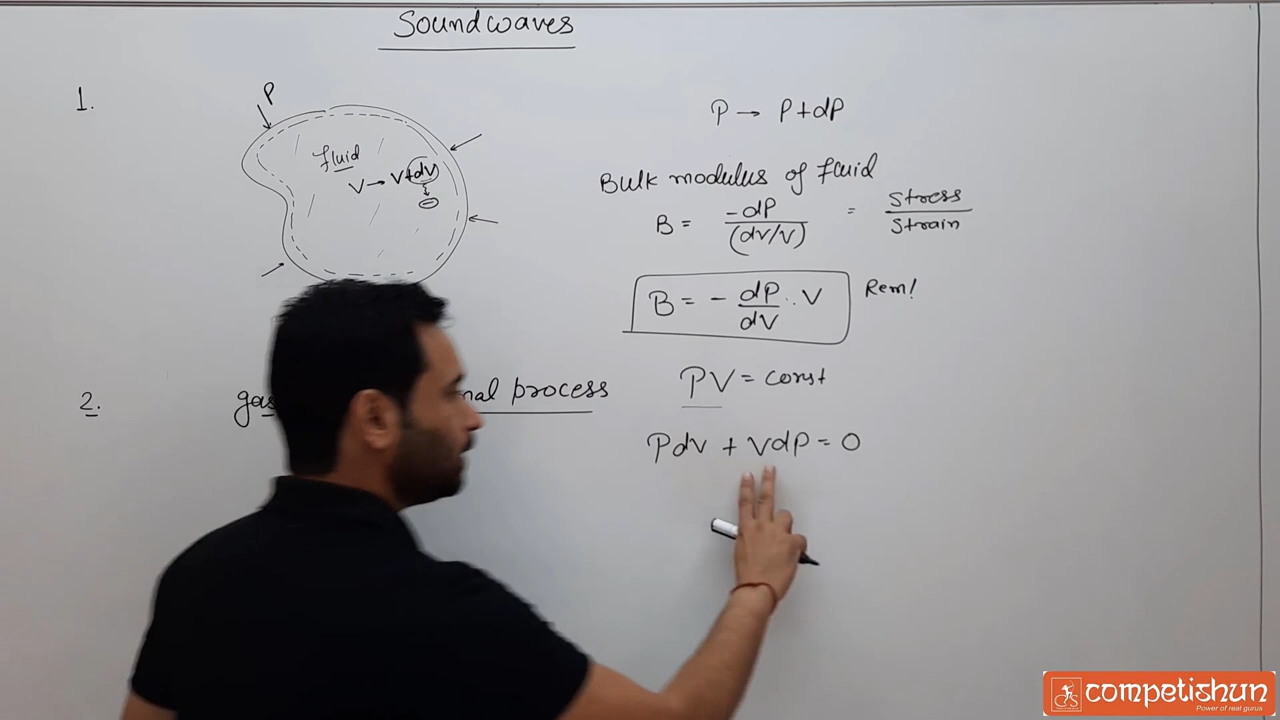 Soundwaves
1.
P
fluid
V → V+dV
P → P+dP
Bulk modulus of fluid
B = -dP/(dV/V) = Stress/Strain
B = - dP/dV . V
Rem!
PV = const
2.
process
PdV + VdP = 0
competishun
Power of real gurus